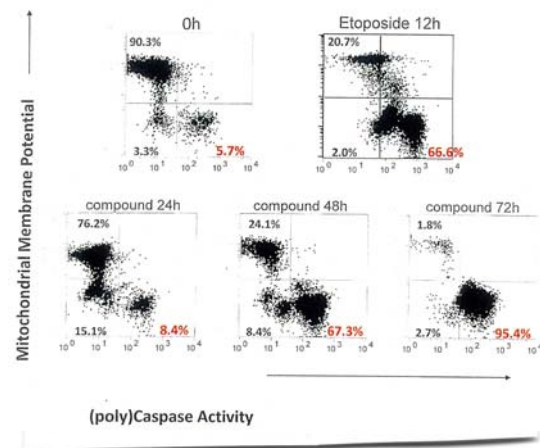 0h
Etoposide 12h
90.3%
20.7%
3.3%
5.7%
2.0%
66.6%
10⁰ 10¹ 10² 10³ 10⁴
10⁰ 10¹ 10² 10³ 10⁴
compound 24h
compound 48h
compound 72h
76.2%
24.1%
1.8%
15.1%
8.4%
8.4%
67.3%
2.7%
95.4%
10⁰ 10¹ 10² 10³ 10⁴
10⁰ 10¹ 10² 10³ 10⁴
10⁰ 10¹ 10² 10³ 10⁴
Mitochondrial Membrane Potential
(poly)Caspase Activity